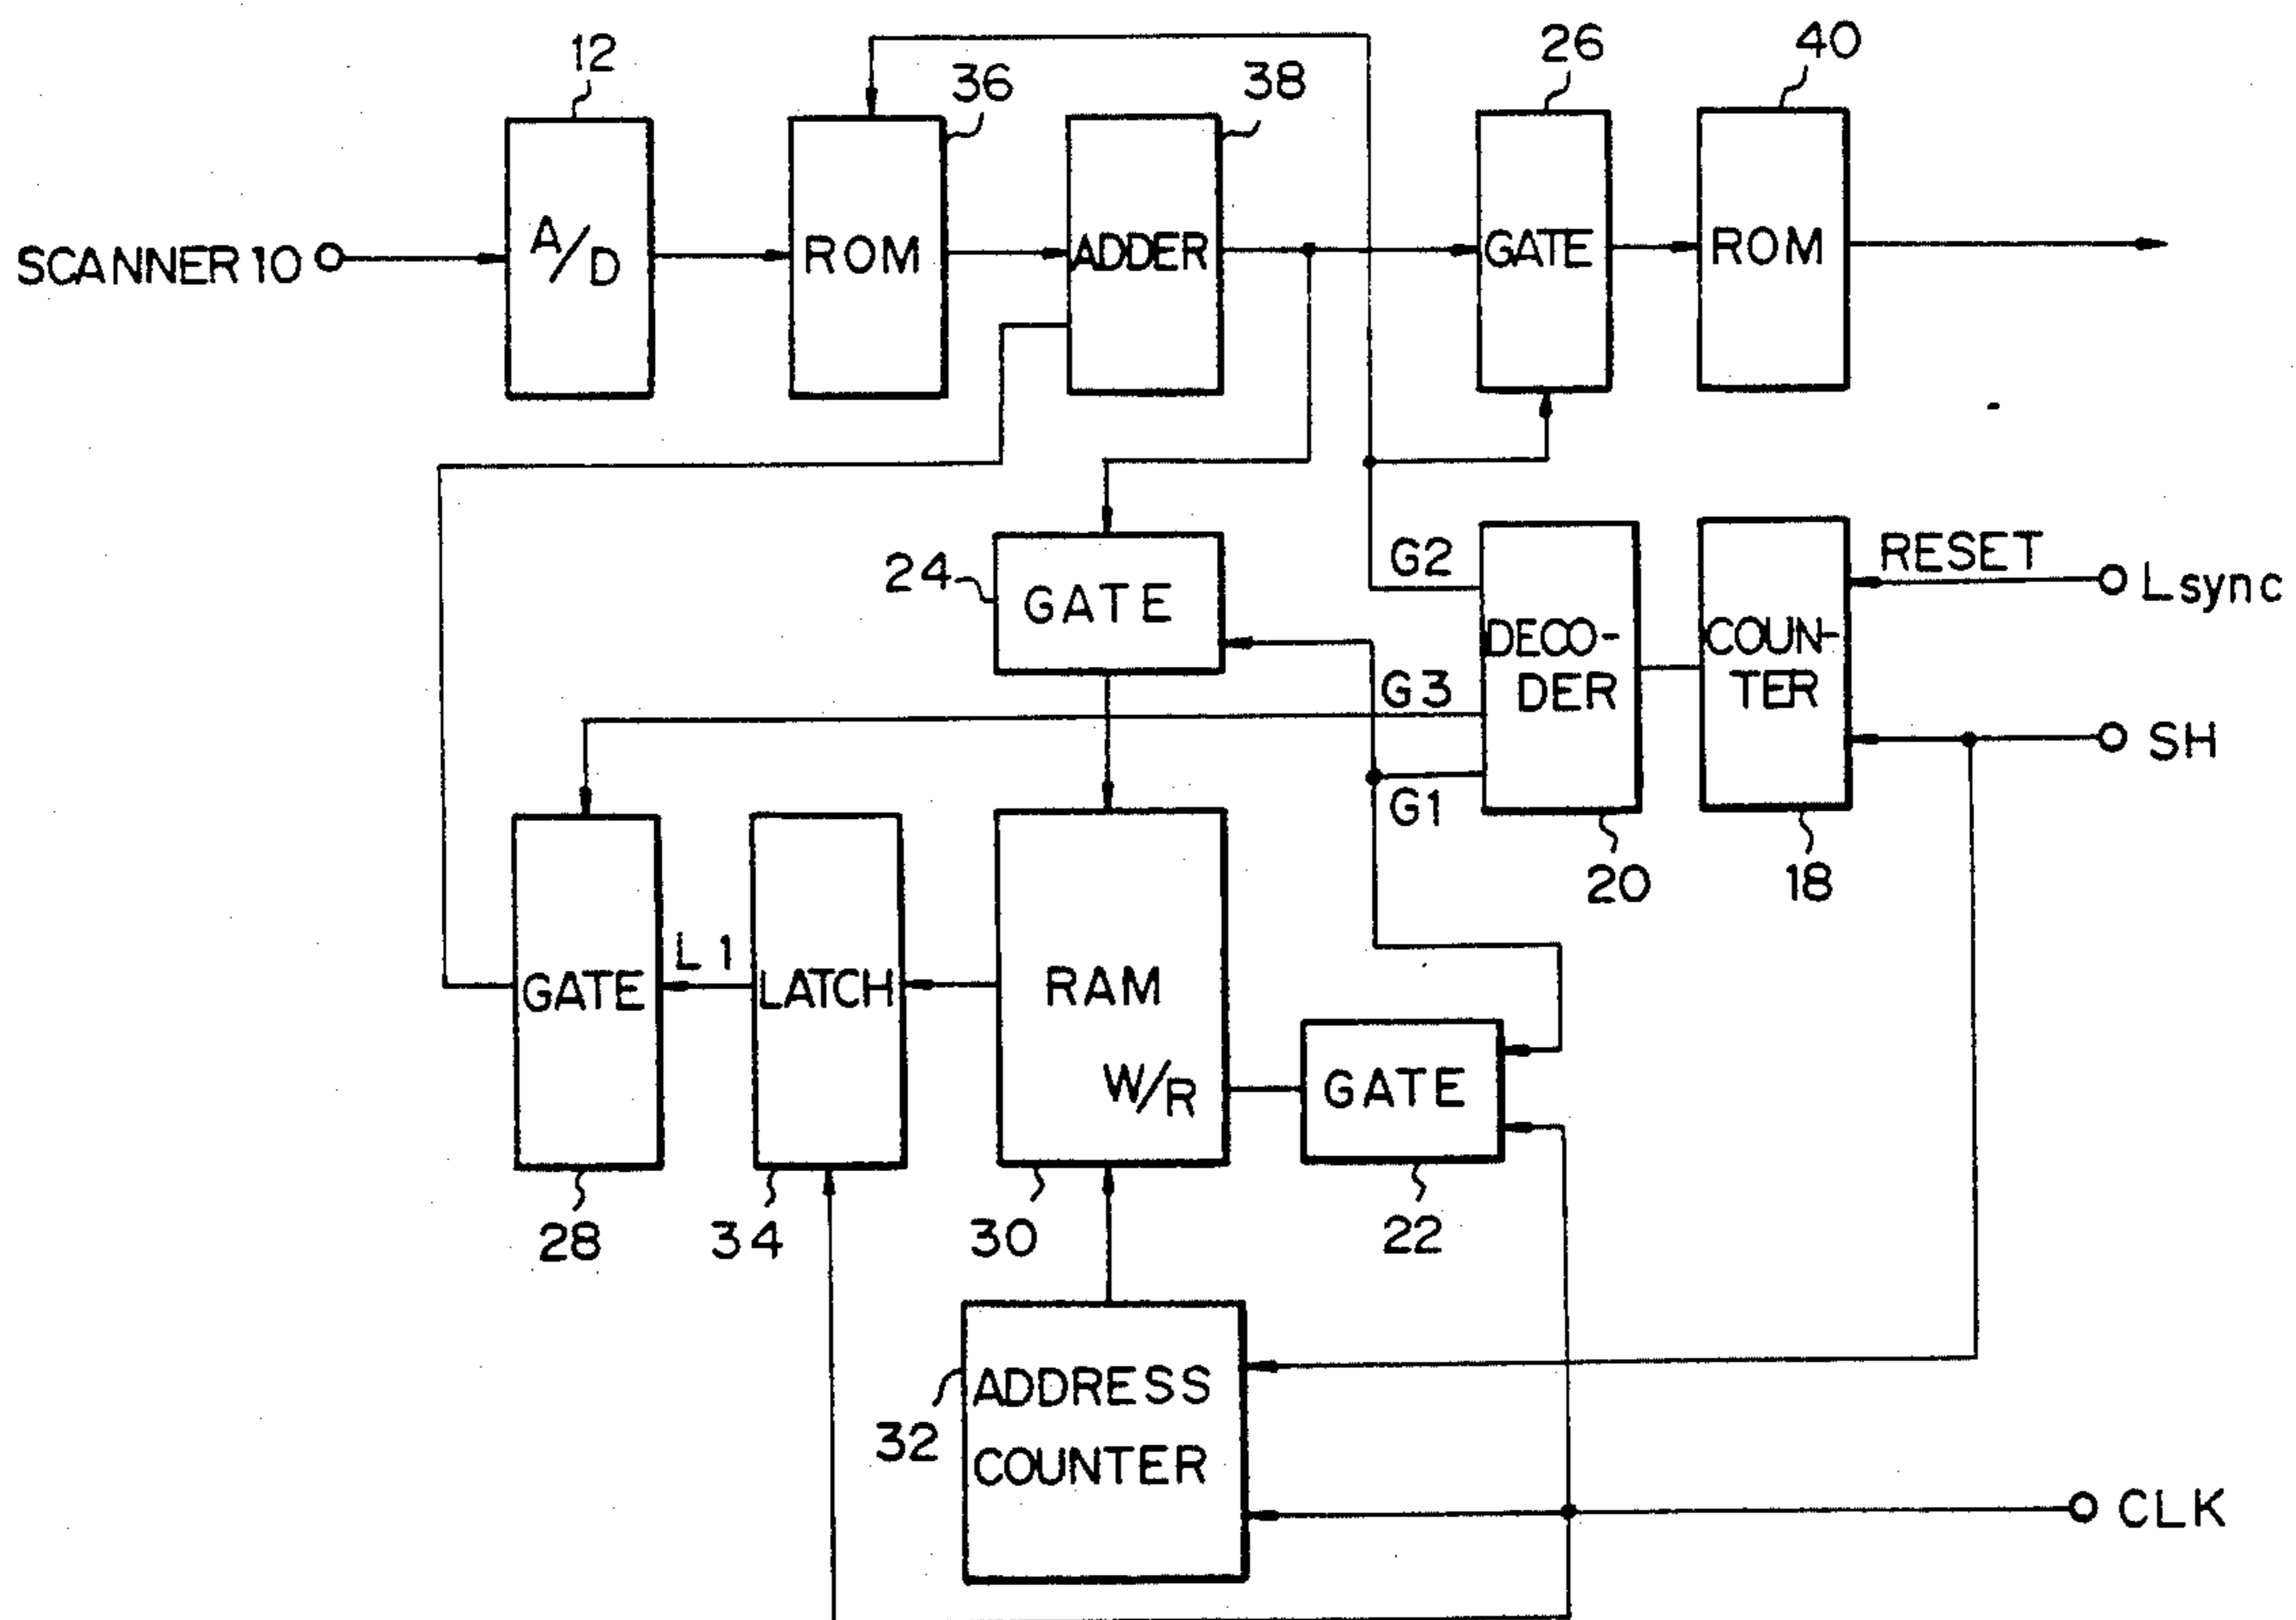 12
36
38
26
40
SCANNER 10
A/D
ROM
ADDER
GATE
ROM
24
GATE
G2
G3
G1
DECO-
DER
20
COUN-
TER
18
RESET
Lsync
SH
GATE
28
L1
LATCH
34
RAM
W/R
30
GATE
22
32
ADDRESS
COUNTER
CLK